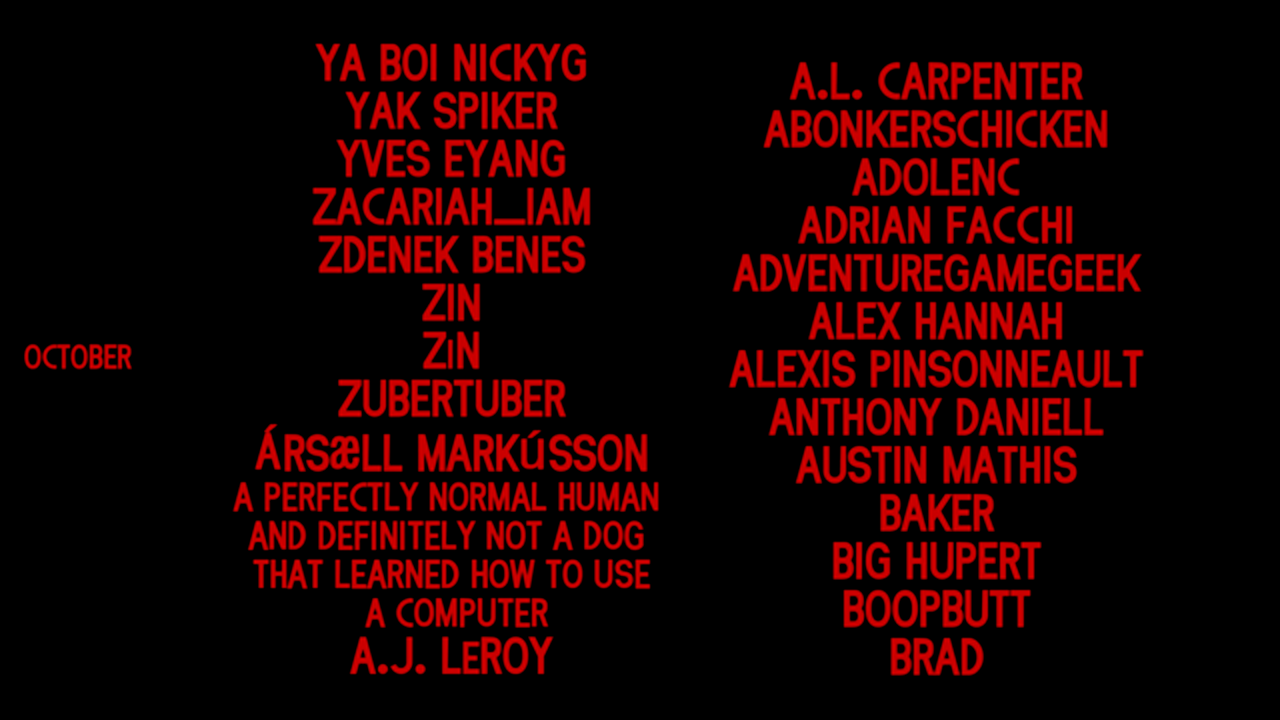 OCTOBER
YA BOI NICKYG
YAK SPIKER
YVES EYANG
ZACARIAH_IAM
ZDENEK BENES
ZIN
ZiN
ZUBERTUBER
ÁRSæLL MARKúSSON
A PERFECTLY NORMAL HUMAN
AND DEFINITELY NOT A DOG
THAT LEARNED HOW TO USE
A COMPUTER
A.J. LeROY
A.L. CARPENTER
ABONKERSCHICKEN
ADOLENC
ADRIAN FACCHI
ADVENTUREGAMEGEEK
ALEX HANNAH
ALEXIS PINSONNEAULT
ANTHONY DANIELL
AUSTIN MATHIS
BAKER
BIG HUPERT
BOOPBUTT
BRAD